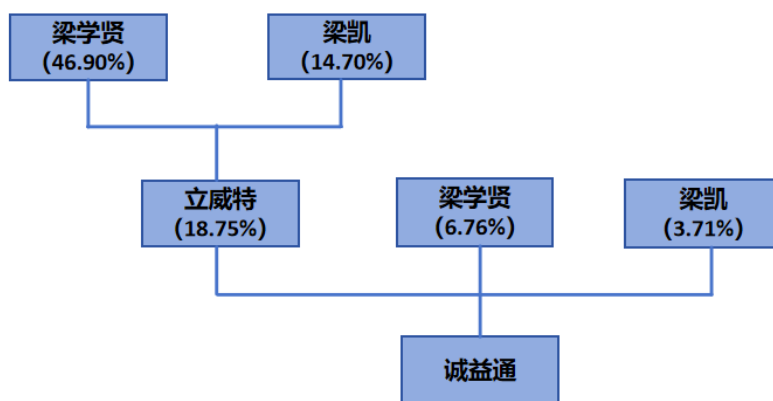 梁学贤
(46.90%)
梁凯
(14.70%)
立威特
(18.75%)
梁学贤
(6.76%)
梁凯
(3.71%)
诚益通